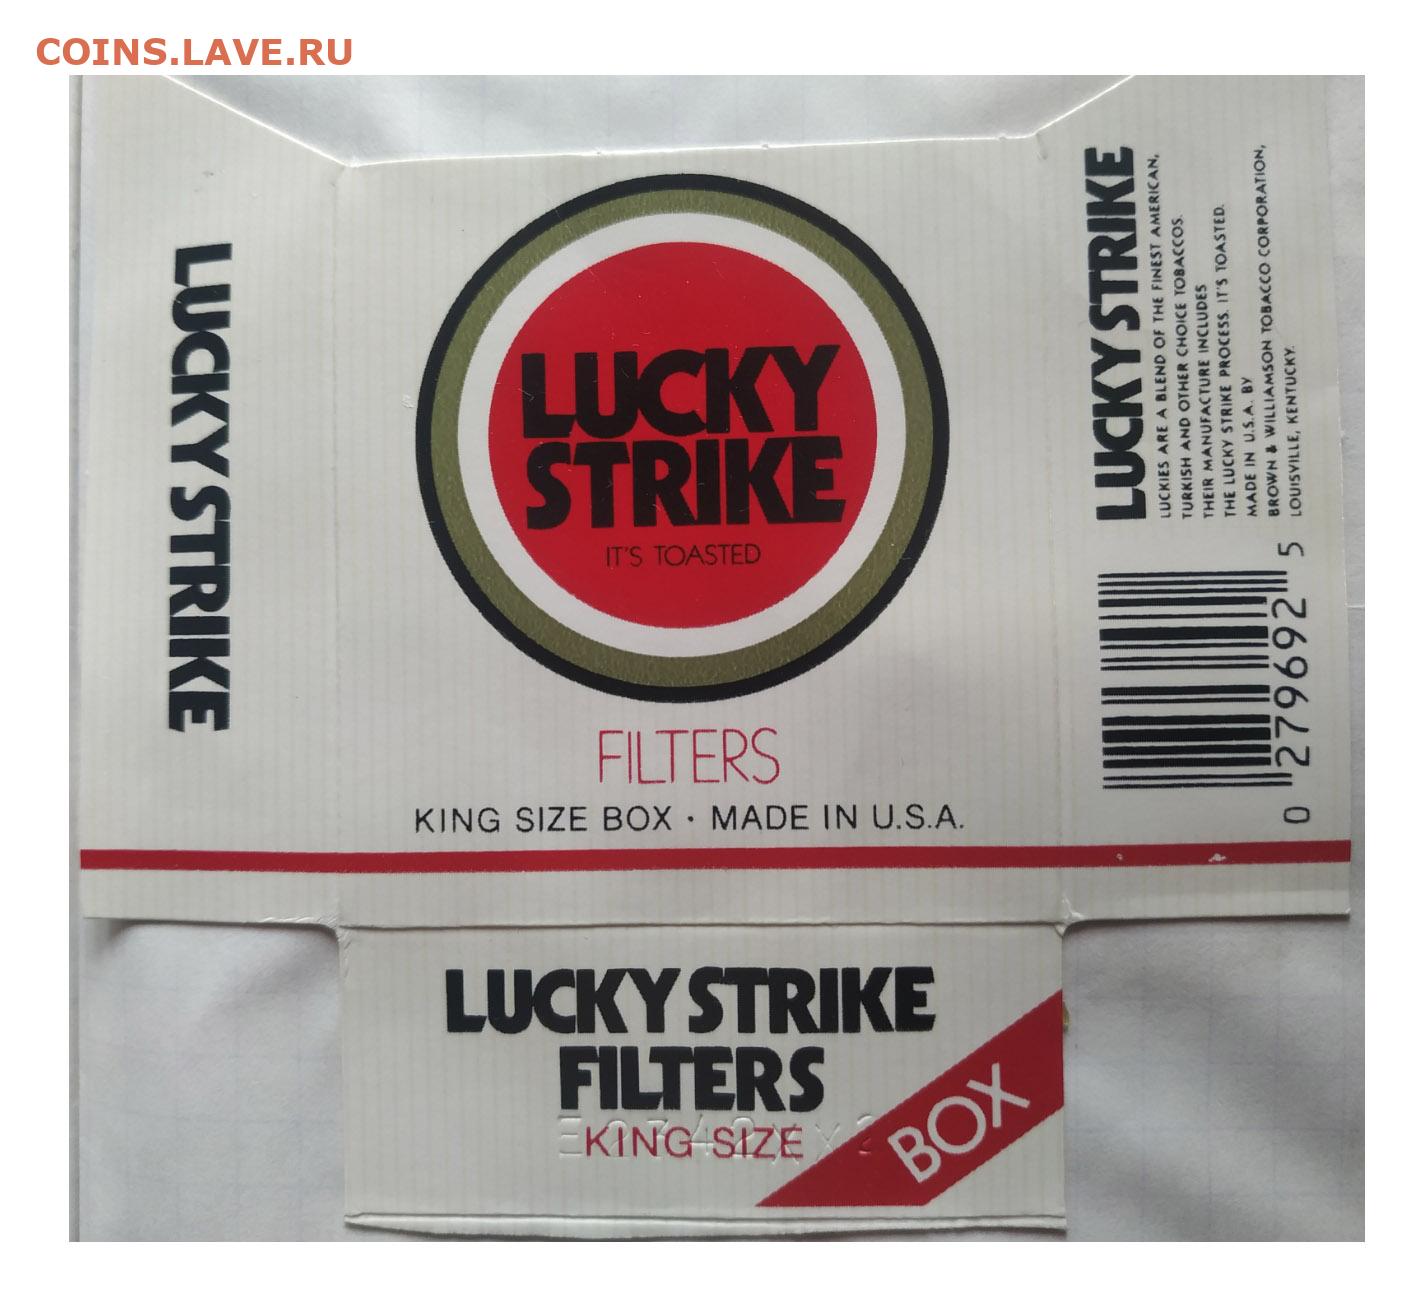 COINS.LAVE.RU
LUCKY STRIKE
LUCKY
STRIKE
IT'S TOASTED
FILTERS
KING SIZE BOX · MADE IN U.S.A.
LUCKY STRIKE
LUCKIES ARE A BLEND OF THE FINEST AMERICAN,
TURKISH AND OTHER CHOICE TOBACCOS.
THEIR MANUFACTURE INCLUDES
THE LUCKY STRIKE PROCESS. IT'S TOASTED.
MADE IN U.S.A. BY
BROWN & WILLIAMSON TOBACCO CORPORATION,
LOUISVILLE, KENTUCKY.
0 279692 5
LUCKY STRIKE
FILTERS
KING SIZE
BOX